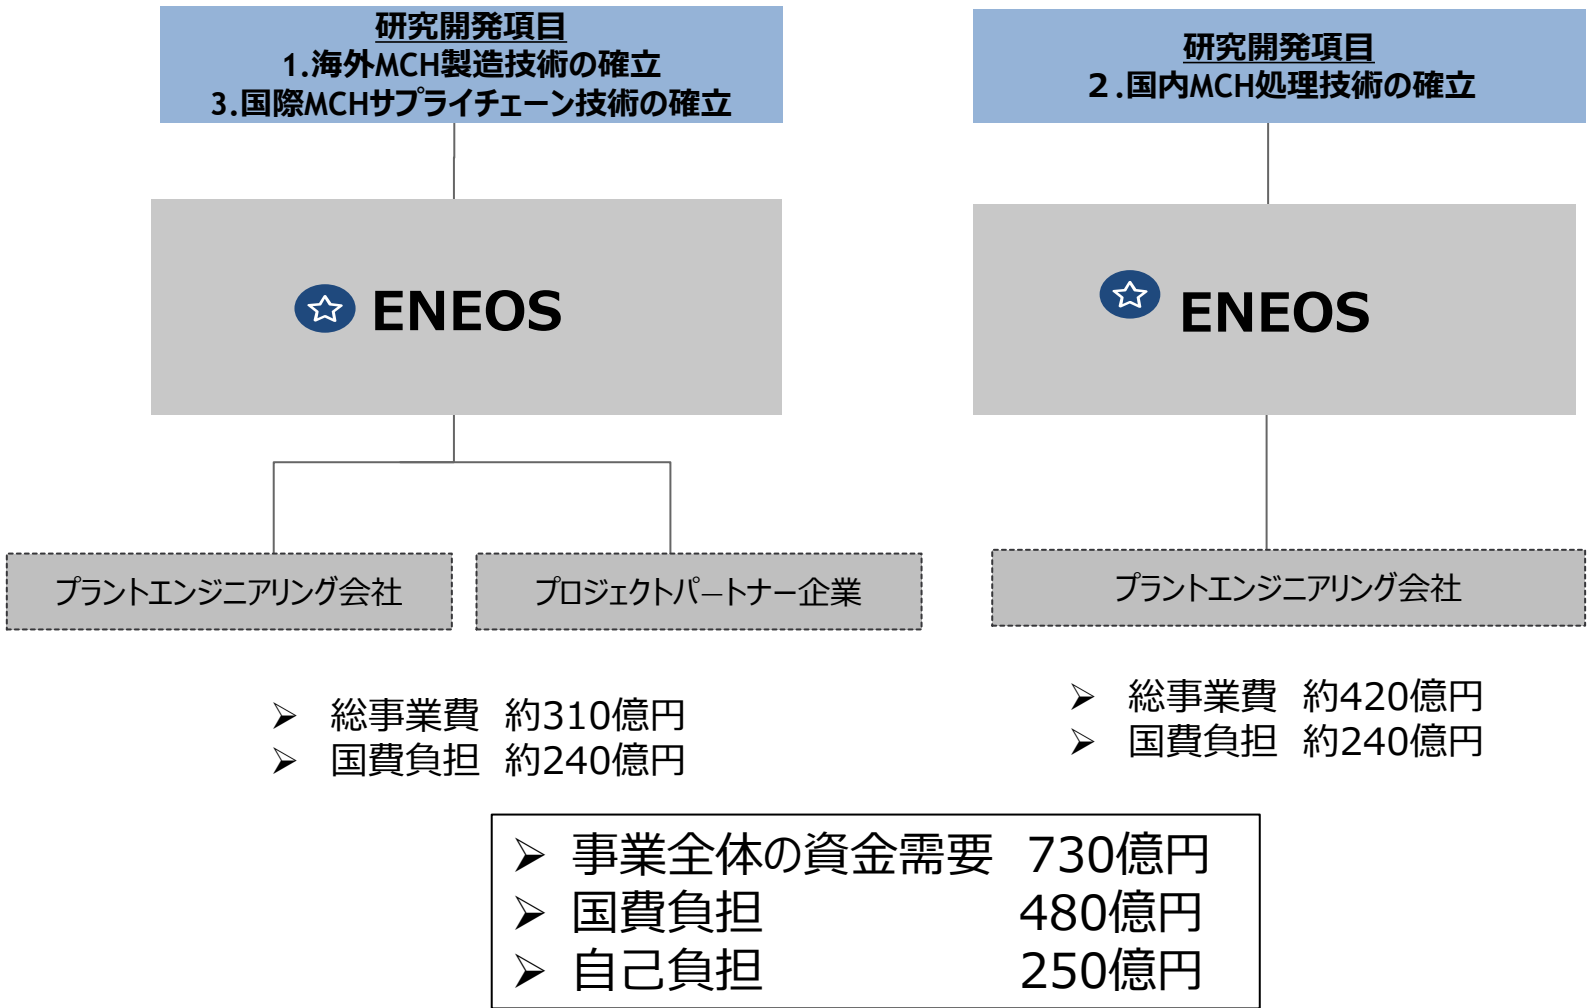 研究開発項目
1.海外MCH製造技術の確立
3.国際MCHサプライチェーン技術の確立
ENEOS
プラントエンジニアリング会社
プロジェクトパートナー企業
➢ 総事業費 約310億円
➢ 国費負担 約240億円
研究開発項目
２.国内MCH処理技術の確立
ENEOS
プラントエンジニアリング会社
➢ 総事業費 約420億円
➢ 国費負担 約240億円
➢ 事業全体の資金需要 730億円
➢ 国費負担 480億円
➢ 自己負担 250億円